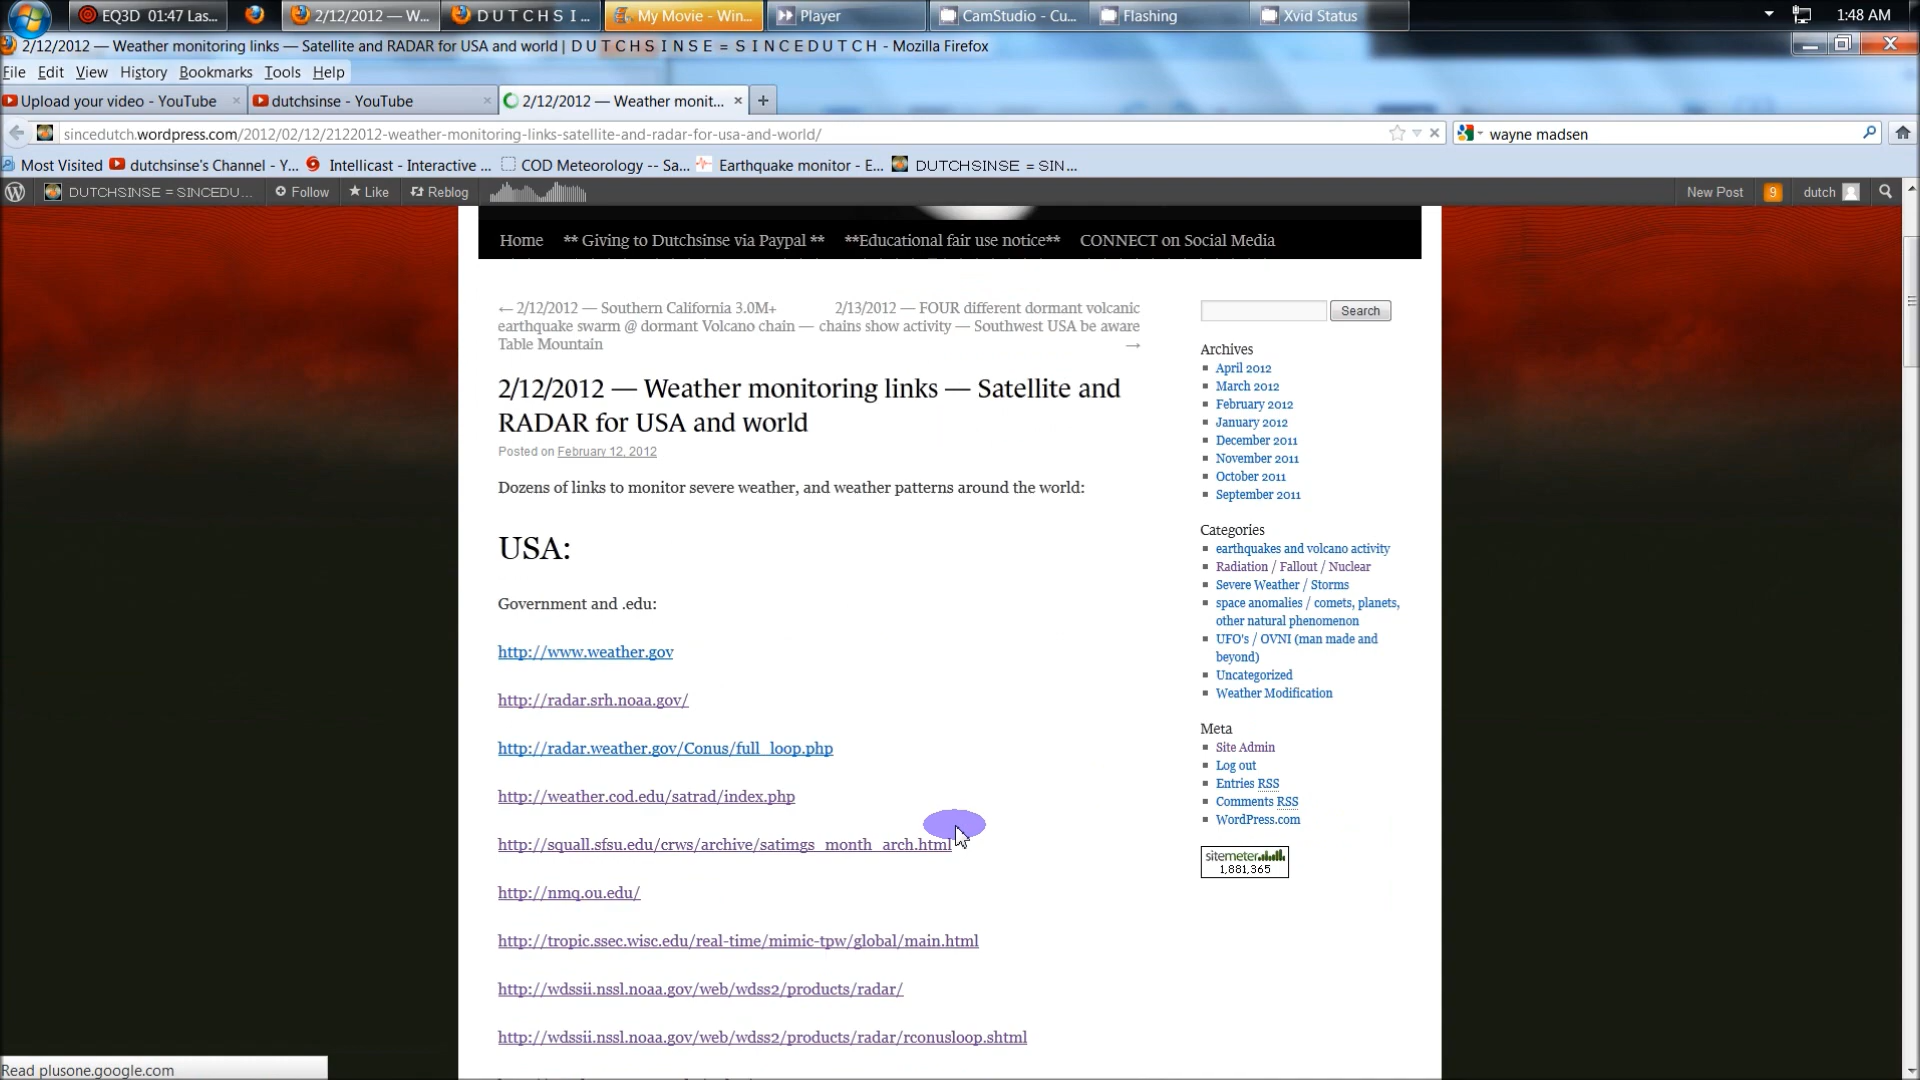 EQ3D 01:47 Las...
2/12/2012 — W...
D U T C H S I ...
My Movie - Win...
Player
CamStudio - Cu...
Flashing
Xvid Status
1:48 AM
2/12/2012 — Weather monitoring links — Satellite and RADAR for USA and world | D U T C H S I N S E = S I N C E D U T C H - Mozilla Firefox
File Edit View History Bookmarks Tools Help
Upload your video - YouTube
dutchsinse - YouTube
2/12/2012 — Weather monit...
sincedutch.wordpress.com/2012/02/12/2122012-weather-monitoring-links-satellite-and-radar-for-usa-and-world/
wayne madsen
Most Visited
dutchsinse's Channel - Y...
Intellicast - Interactive ...
COD Meteorology -- Sa...
Earthquake monitor - E...
DUTCHSINSE = SIN...
DUTCHSINSE = SINCEDU...
Follow
Like
Reblog
New Post
9
dutch
Home
** Giving to Dutchsinse via Paypal **
**Educational fair use notice**
CONNECT on Social Media
← 2/12/2012 — Southern California 3.0M+
earthquake swarm @ dormant Volcano chain —
Table Mountain
2/13/2012 — FOUR different dormant volcanic
chains show activity — Southwest USA be aware
→
2/12/2012 — Weather monitoring links — Satellite and
RADAR for USA and world
Posted on February 12, 2012
Dozens of links to monitor severe weather, and weather patterns around the world:
USA:
Government and .edu:
http://www.weather.gov
http://radar.srh.noaa.gov/
http://radar.weather.gov/Conus/full_loop.php
http://weather.cod.edu/satrad/index.php
http://squall.sfsu.edu/crws/archive/satimgs_month_arch.html
http://nmq.ou.edu/
http://tropic.ssec.wisc.edu/real-time/mimic-tpw/global/main.html
http://wdssii.nssl.noaa.gov/web/wdss2/products/radar/
http://wdssii.nssl.noaa.gov/web/wdss2/products/radar/rconusloop.shtml
Search
Archives
April 2012
March 2012
February 2012
January 2012
December 2011
November 2011
October 2011
September 2011
Categories
earthquakes and volcano activity
Radiation / Fallout / Nuclear
Severe Weather / Storms
space anomalies / comets, planets,
other natural phenomenon
UFO's / OVNI (man made and
beyond)
Uncategorized
Weather Modification
Meta
Site Admin
Log out
Entries RSS
Comments RSS
WordPress.com
sitemeter
1,881,365
Read plusone.google.com